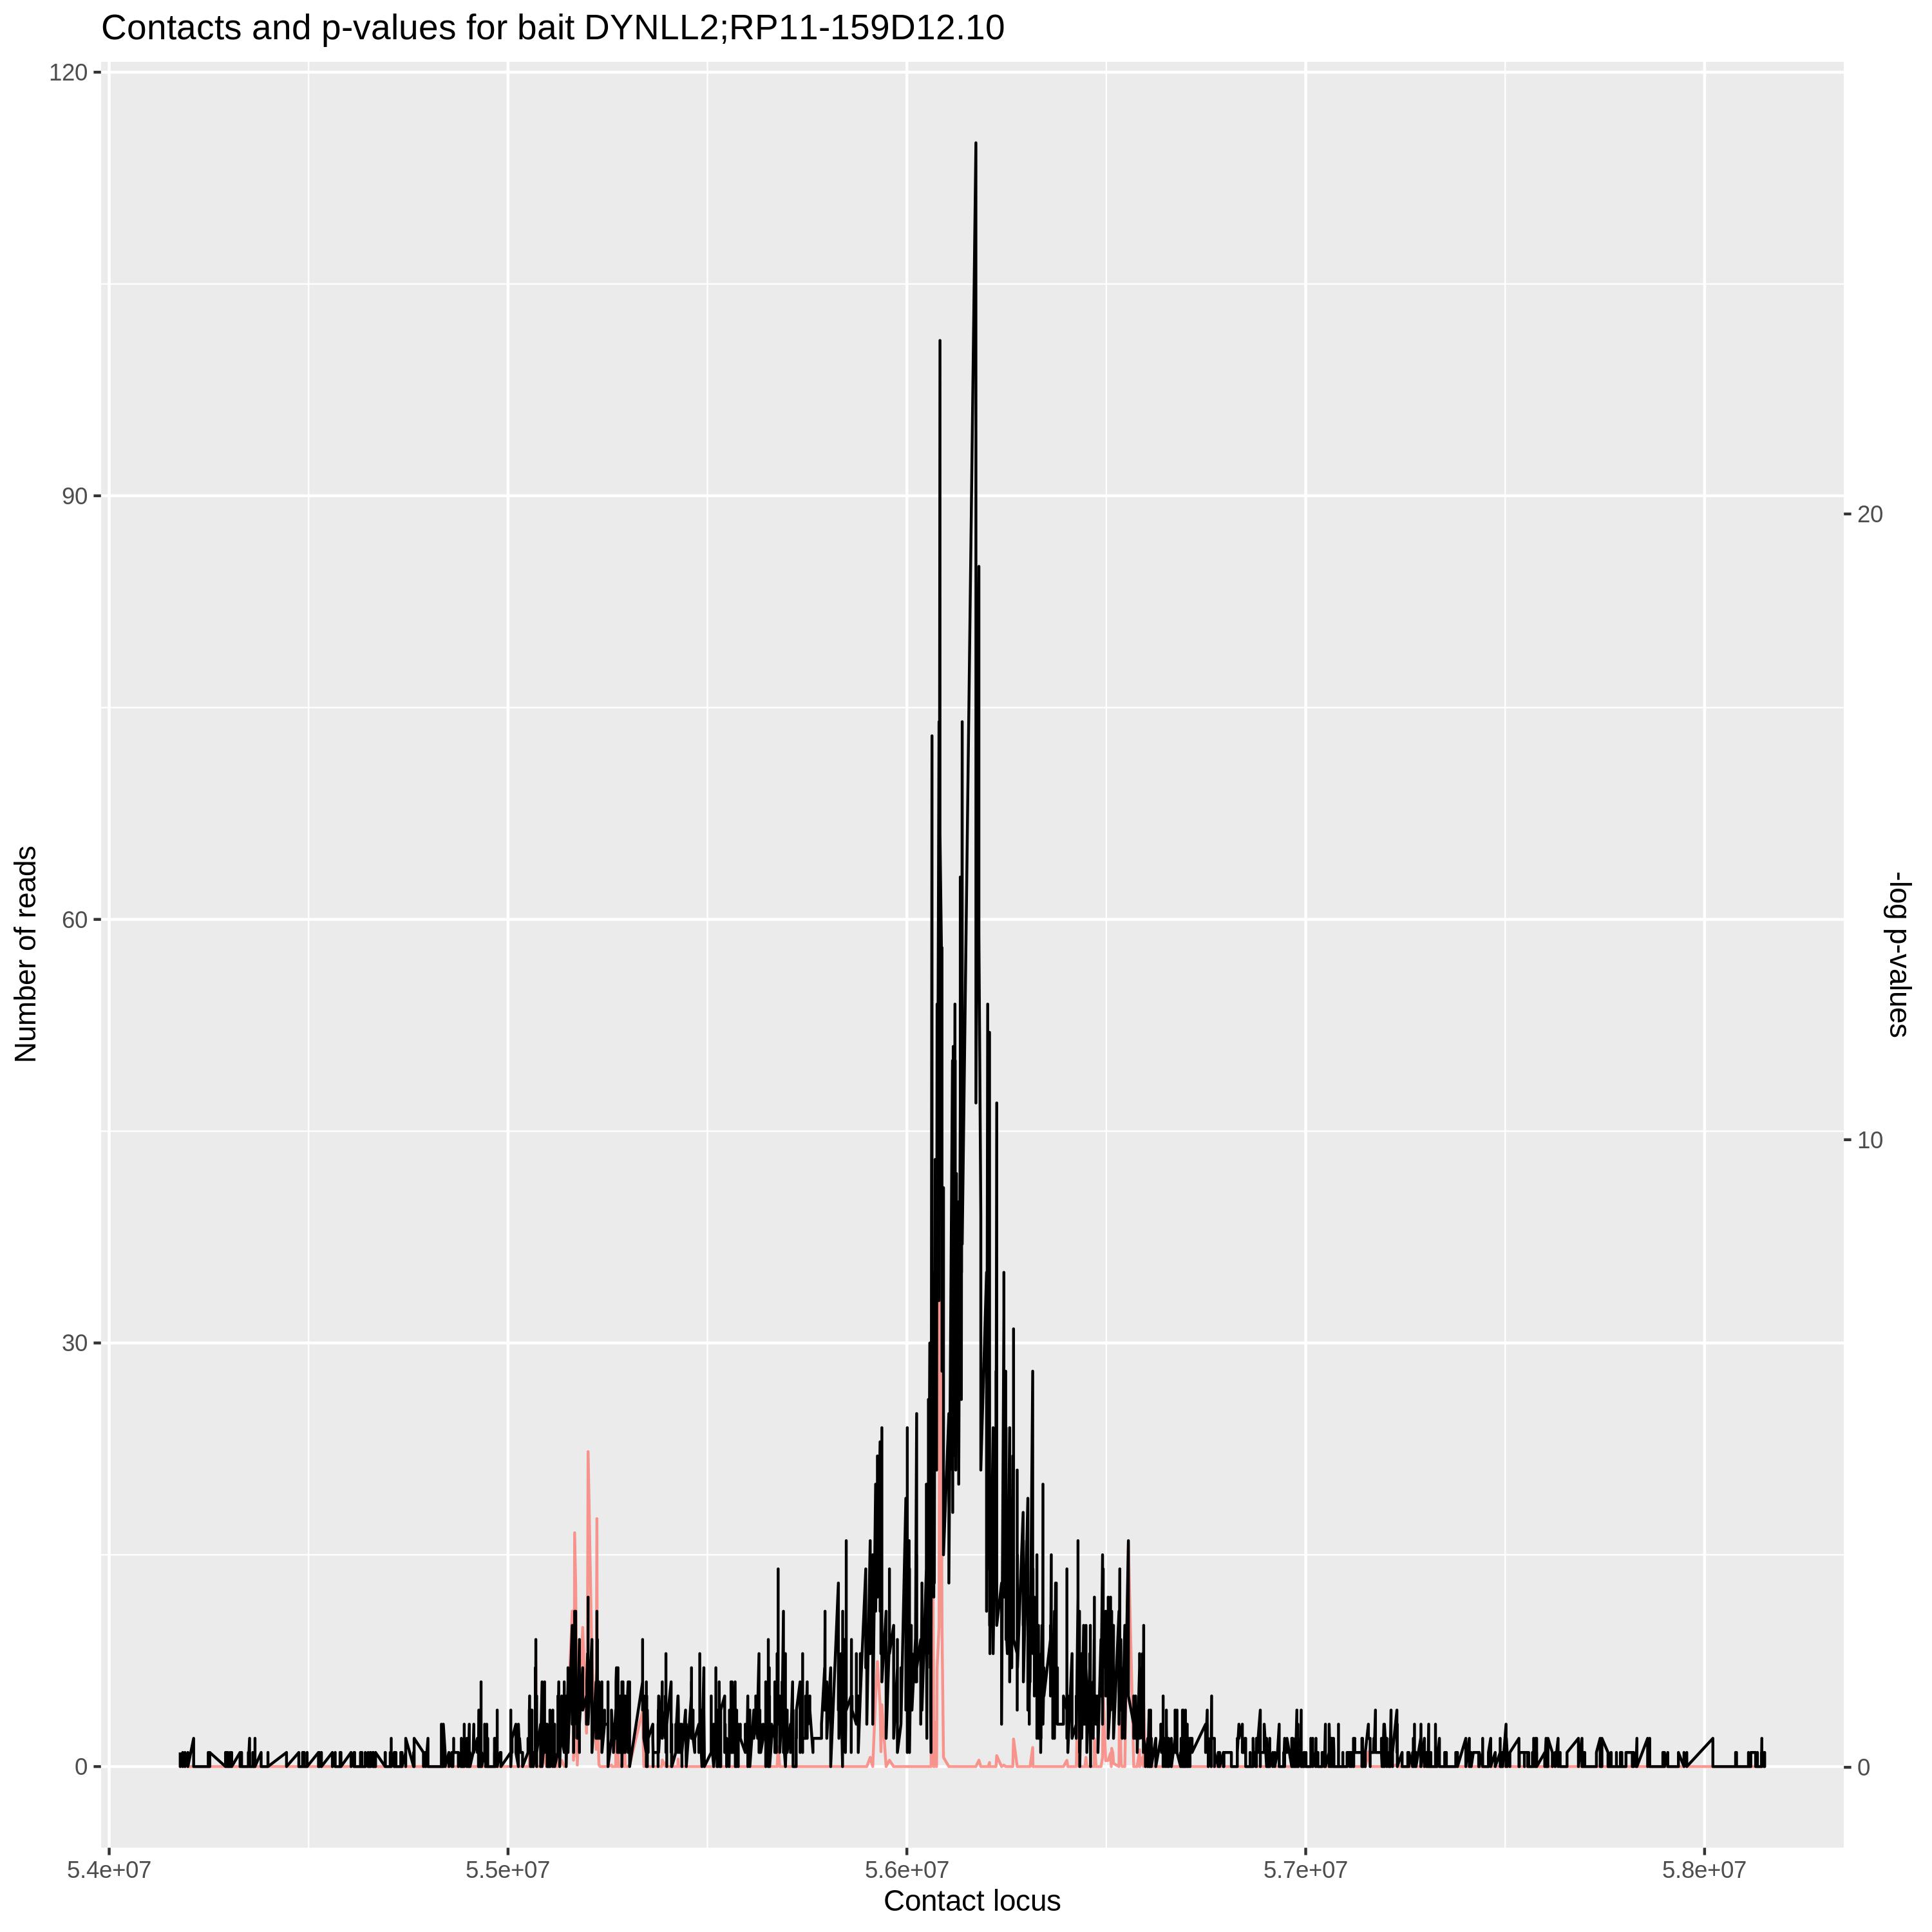 Contacts and p-values for bait DYNLL2;RP11-159D12.10
120
90
60
30
0
Number of reads
20
10
0
-log p-values
5.4e+07
5.5e+07
5.6e+07
5.7e+07
5.8e+07
Contact locus